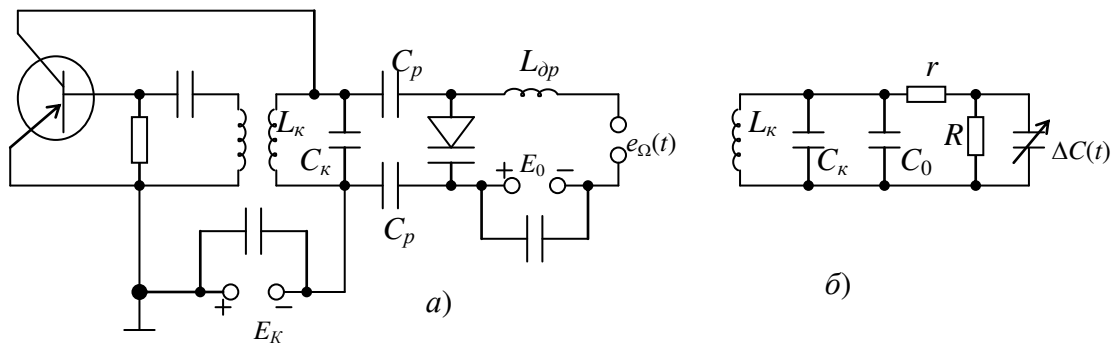 C_р
L_др
L_к
C_к
e_Ω(t)
+ E_0 −
C_р
+ −
E_К
а)
r
L_к
C_к
C_0
R
ΔC(t)
б)